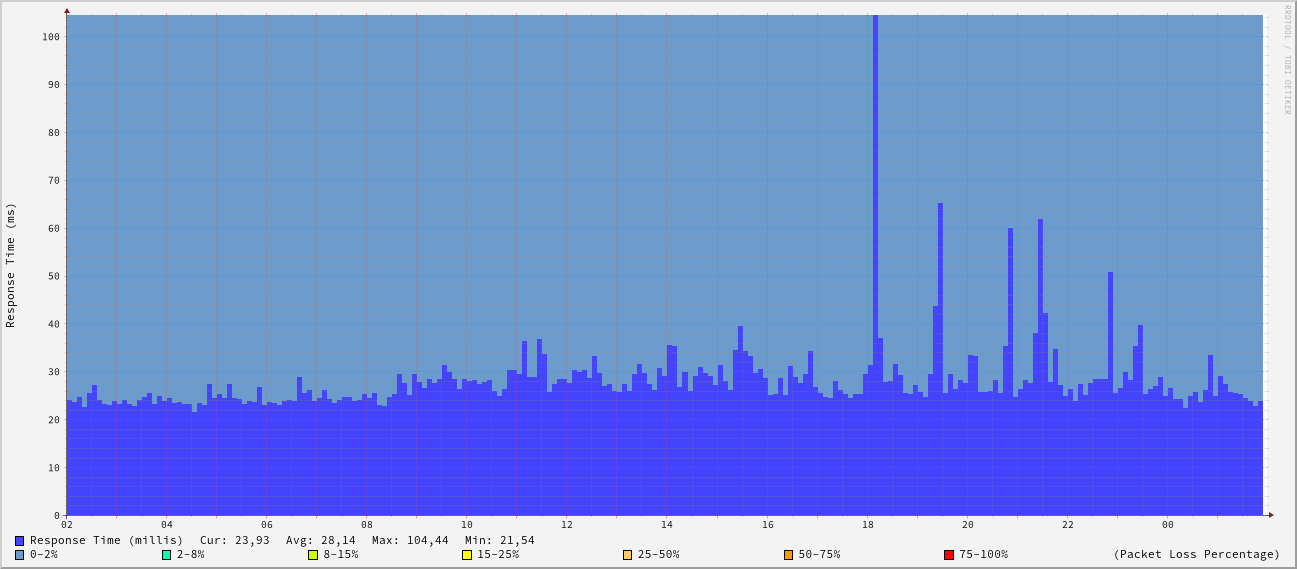 RRDTOOL / TOBI OETIKER
Response Time (ms)
100
90
80
70
60
50
40
30
20
10
0
02 04 06 08 10 12 14 16 18 20 22 00
Response Time (millis) Cur: 23,93 Avg: 28,14 Max: 104,44 Min: 21,54
0-2% 2-8% 8-15% 15-25% 25-50% 50-75% 75-100% (Packet Loss Percentage)